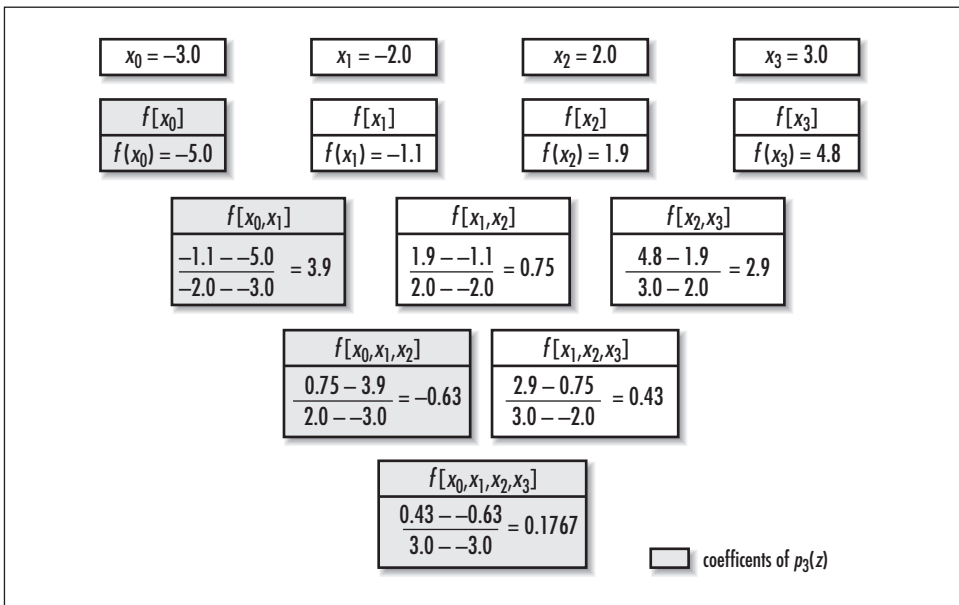 x₀ = –3.0
x₁ = –2.0
x₂ = 2.0
x₃ = 3.0
f[x₀]
f(x₀) = –5.0
f[x₁]
f(x₁) = –1.1
f[x₂]
f(x₂) = 1.9
f[x₃]
f(x₃) = 4.8
f[x₀,x₁]
–1.1 – –5.0
–2.0 – –3.0
= 3.9
f[x₁,x₂]
1.9 – –1.1
2.0 – –2.0
= 0.75
f[x₂,x₃]
4.8 – 1.9
3.0 – 2.0
= 2.9
f[x₀,x₁,x₂]
0.75 – 3.9
2.0 – –3.0
= –0.63
f[x₁,x₂,x₃]
2.9 – 0.75
3.0 – –2.0
= 0.43
f[x₀,x₁,x₂,x₃]
0.43 – –0.63
3.0 – –3.0
= 0.1767
coefficents of p₃(z)